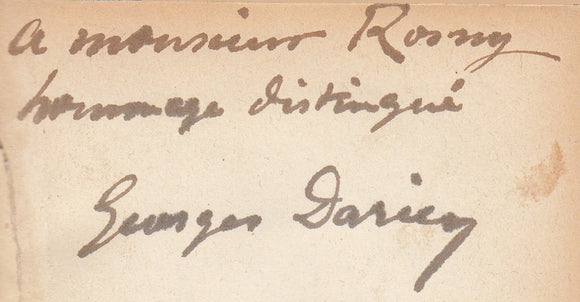 a monsieur Rosny
hommage distingué
Georges Darien